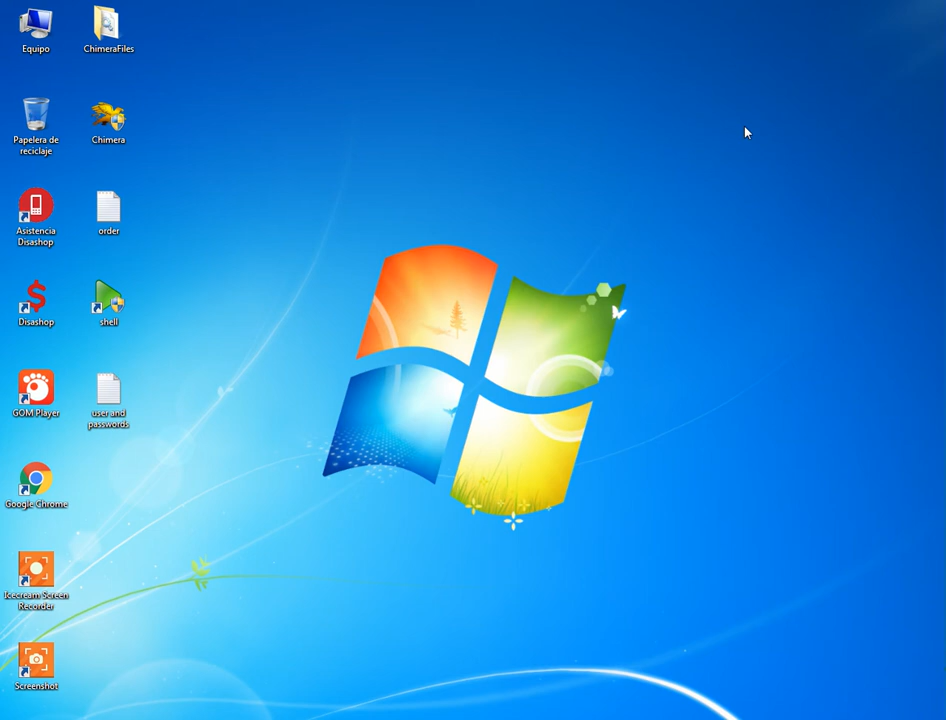 Equipo
ChimeraFiles
Papelera de
reciclaje
Chimera
Asistencia
Disashop
order
Disashop
shell
GOM Player
user and
passwords
Google Chrome
Icecream Screen
Recorder
Screenshot